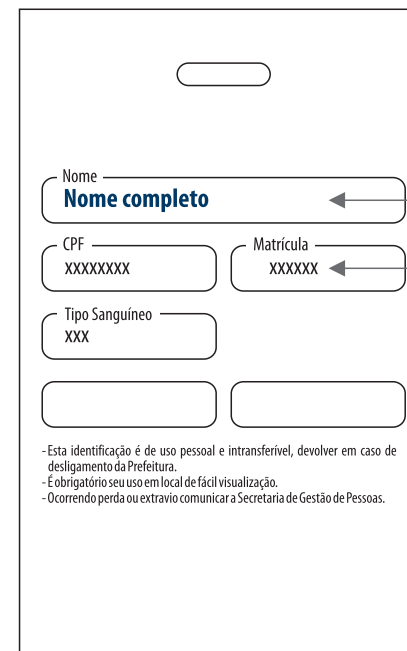 Nome
Nome completo
CPF
XXXXXXXX
Matrícula
XXXXXX
Tipo Sanguíneo
XXX
- Esta identificação é de uso pessoal e intransferível, devolver em caso de
desligamento da Prefeitura.
- É obrigatório seu uso em local de fácil visualização.
- Ocorrendo perda ou extravio comunicar a Secretaria de Gestão de Pessoas.